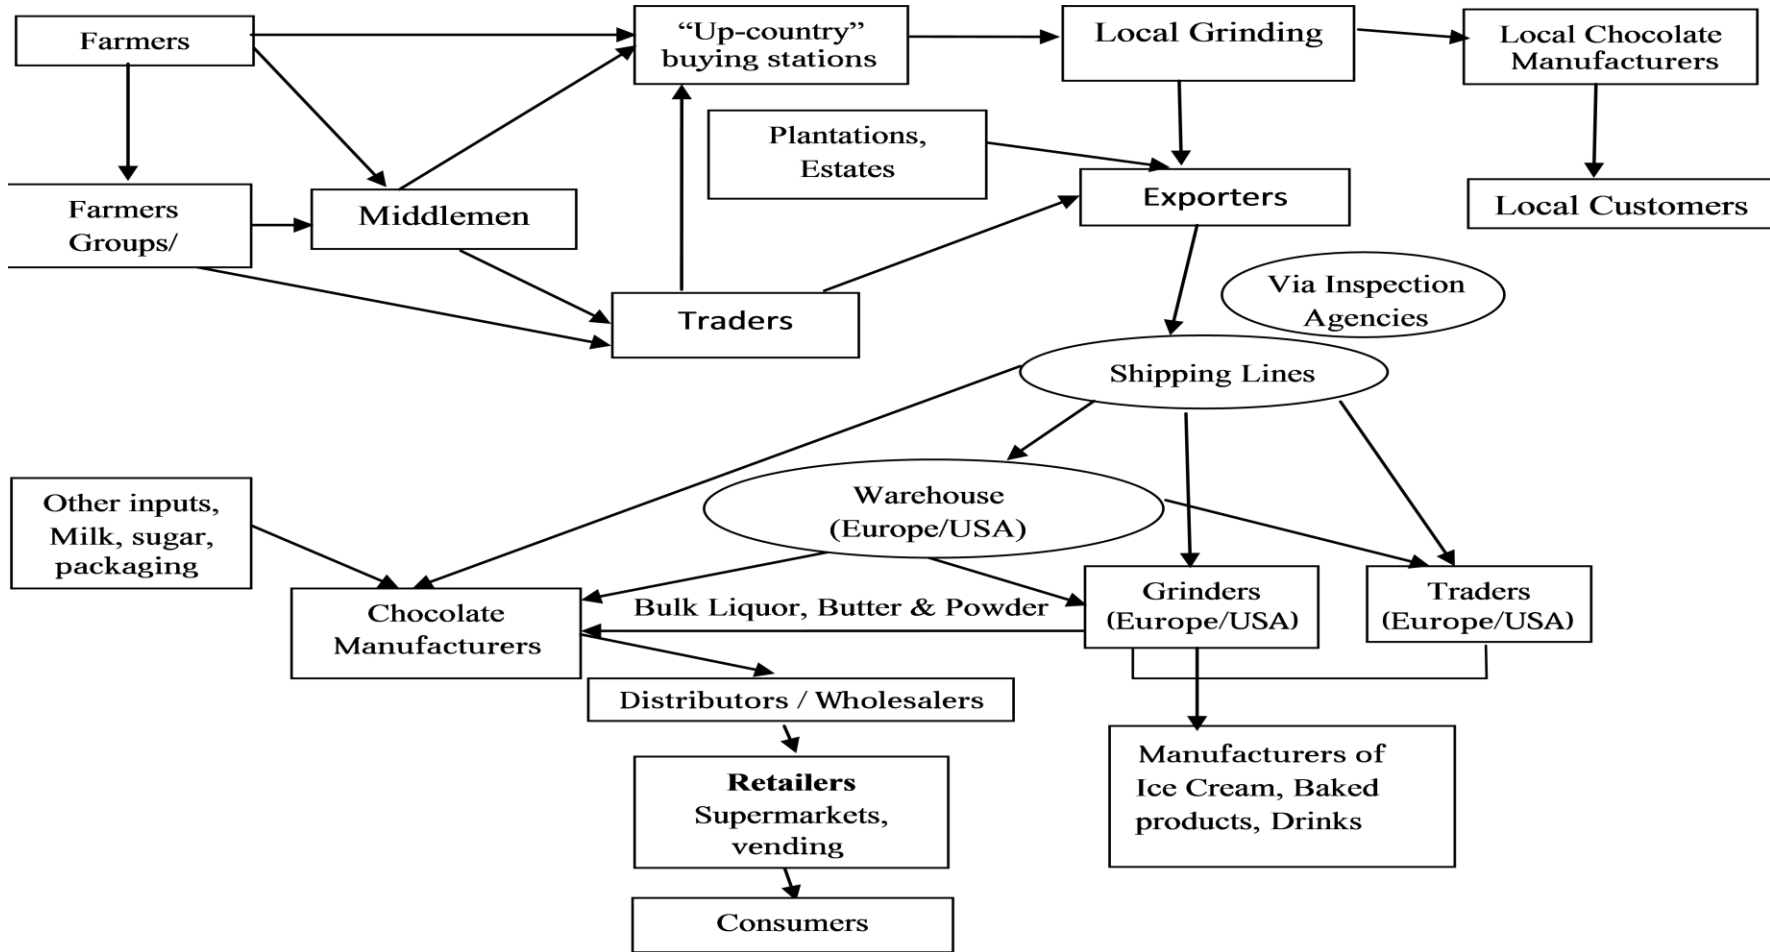 Farmers
“Up-country”
buying stations
Local Grinding
Local Chocolate
Manufacturers
Plantations,
Estates
Farmers
Groups/
Middlemen
Exporters
Local Customers
Traders
Via Inspection
Agencies
Shipping Lines
Other inputs,
Milk, sugar,
packaging
Warehouse
(Europe/USA)
Chocolate
Manufacturers
Bulk Liquor, Butter & Powder
Grinders
(Europe/USA)
Traders
(Europe/USA)
Distributors / Wholesalers
Retailers
Supermarkets,
vending
Manufacturers of
Ice Cream, Baked
products, Drinks
Consumers